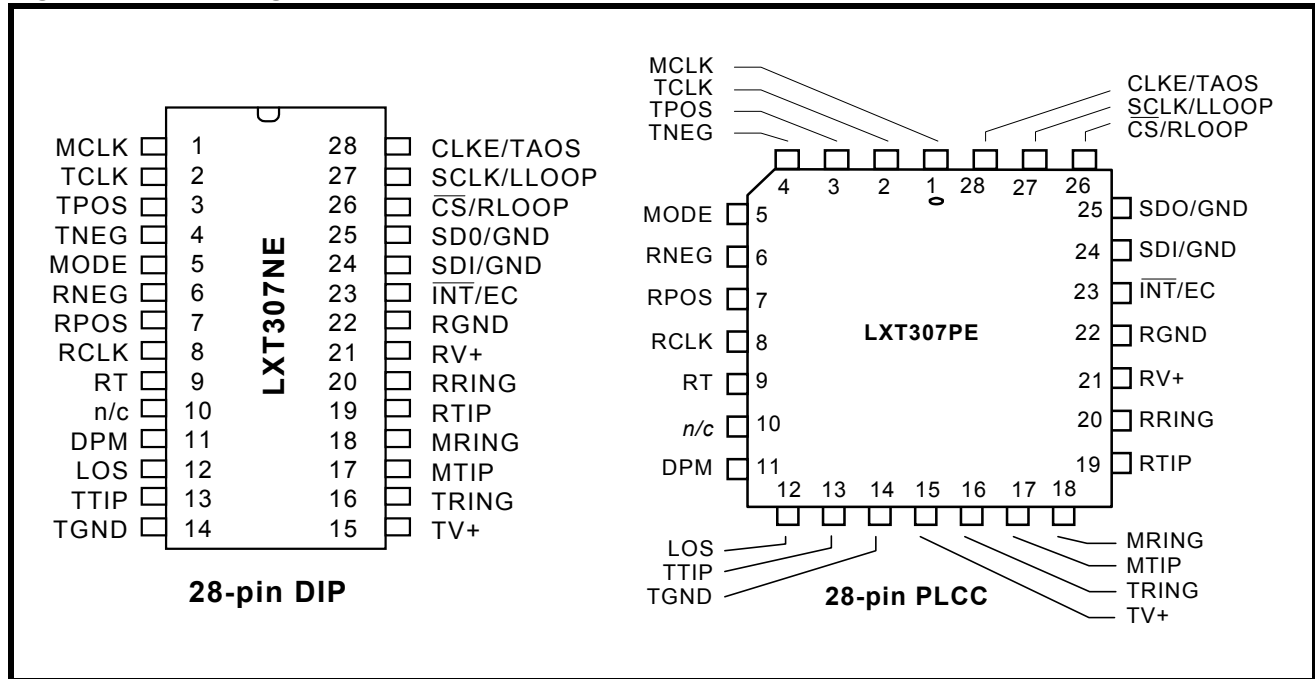 MCLK 1 28 CLKE/TAOS
TCLK 2 27 SCLK/LLOOP
TPOS 3 26 C̅S̅/RLOOP
TNEG 4 25 SD0/GND
MODE 5 24 SDI/GND
RNEG 6 23 I̅N̅T̅/EC
RPOS 7 22 RGND
RCLK 8 21 RV+
RT 9 20 RRING
n/c 10 19 RTIP
DPM 11 18 MRING
LOS 12 17 MTIP
TTIP 13 16 TRING
TGND 14 15 TV+
LXT307NE
28-pin DIP
MCLK
TCLK
TPOS
TNEG
CLKE/TAOS
SCLK/LLOOP
C̅S̅/RLOOP
4 3 2 1 28 27 26
MODE 5 25 SDO/GND
RNEG 6 24 SDI/GND
RPOS 7 23 I̅N̅T̅/EC
RCLK 8 LXT307PE 22 RGND
RT 9 21 RV+
n/c 10 20 RRING
DPM 11 19 RTIP
12 13 14 15 16 17 18
LOS
TTIP
TGND
MRING
MTIP
TRING
TV+
28-pin PLCC